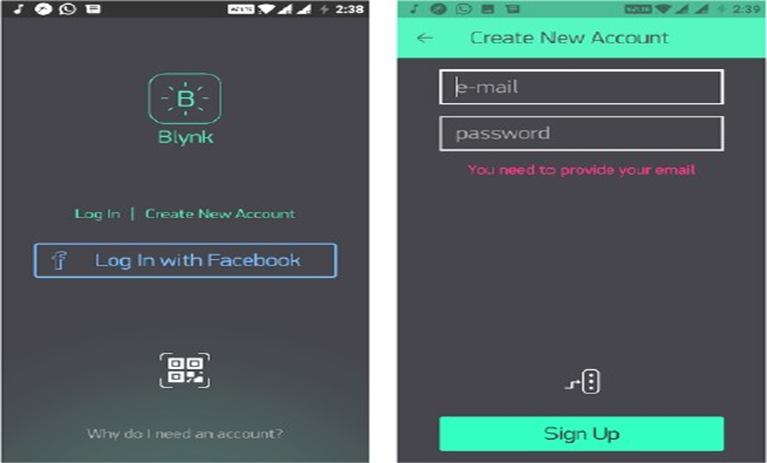 2:38
B
Blynk
Log In | Create New Account
f Log In with Facebook
Why do I need an account?
2:39
← Create New Account
e-mail
password
You need to provide your email
Sign Up